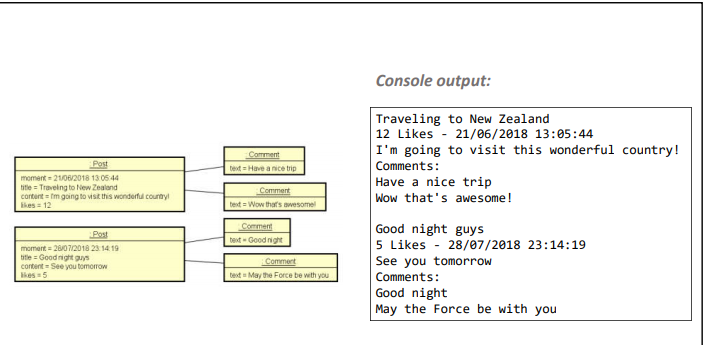 Console output:
: Post
moment = 21/06/2018 13:05:44
title = Traveling to New Zealand
content = I'm going to visit this wonderful country!
likes = 12
: Comment
text = Have a nice trip
: Comment
text = Wow that's awesome!
: Post
moment = 28/07/2018 23:14:19
title = Good night guys
content = See you tomorrow
likes = 5
: Comment
text = Good night
: Comment
text = May the Force be with you
Traveling to New Zealand
12 Likes - 21/06/2018 13:05:44
I'm going to visit this wonderful country!
Comments:
Have a nice trip
Wow that's awesome!
Good night guys
5 Likes - 28/07/2018 23:14:19
See you tomorrow
Comments:
Good night
May the Force be with you